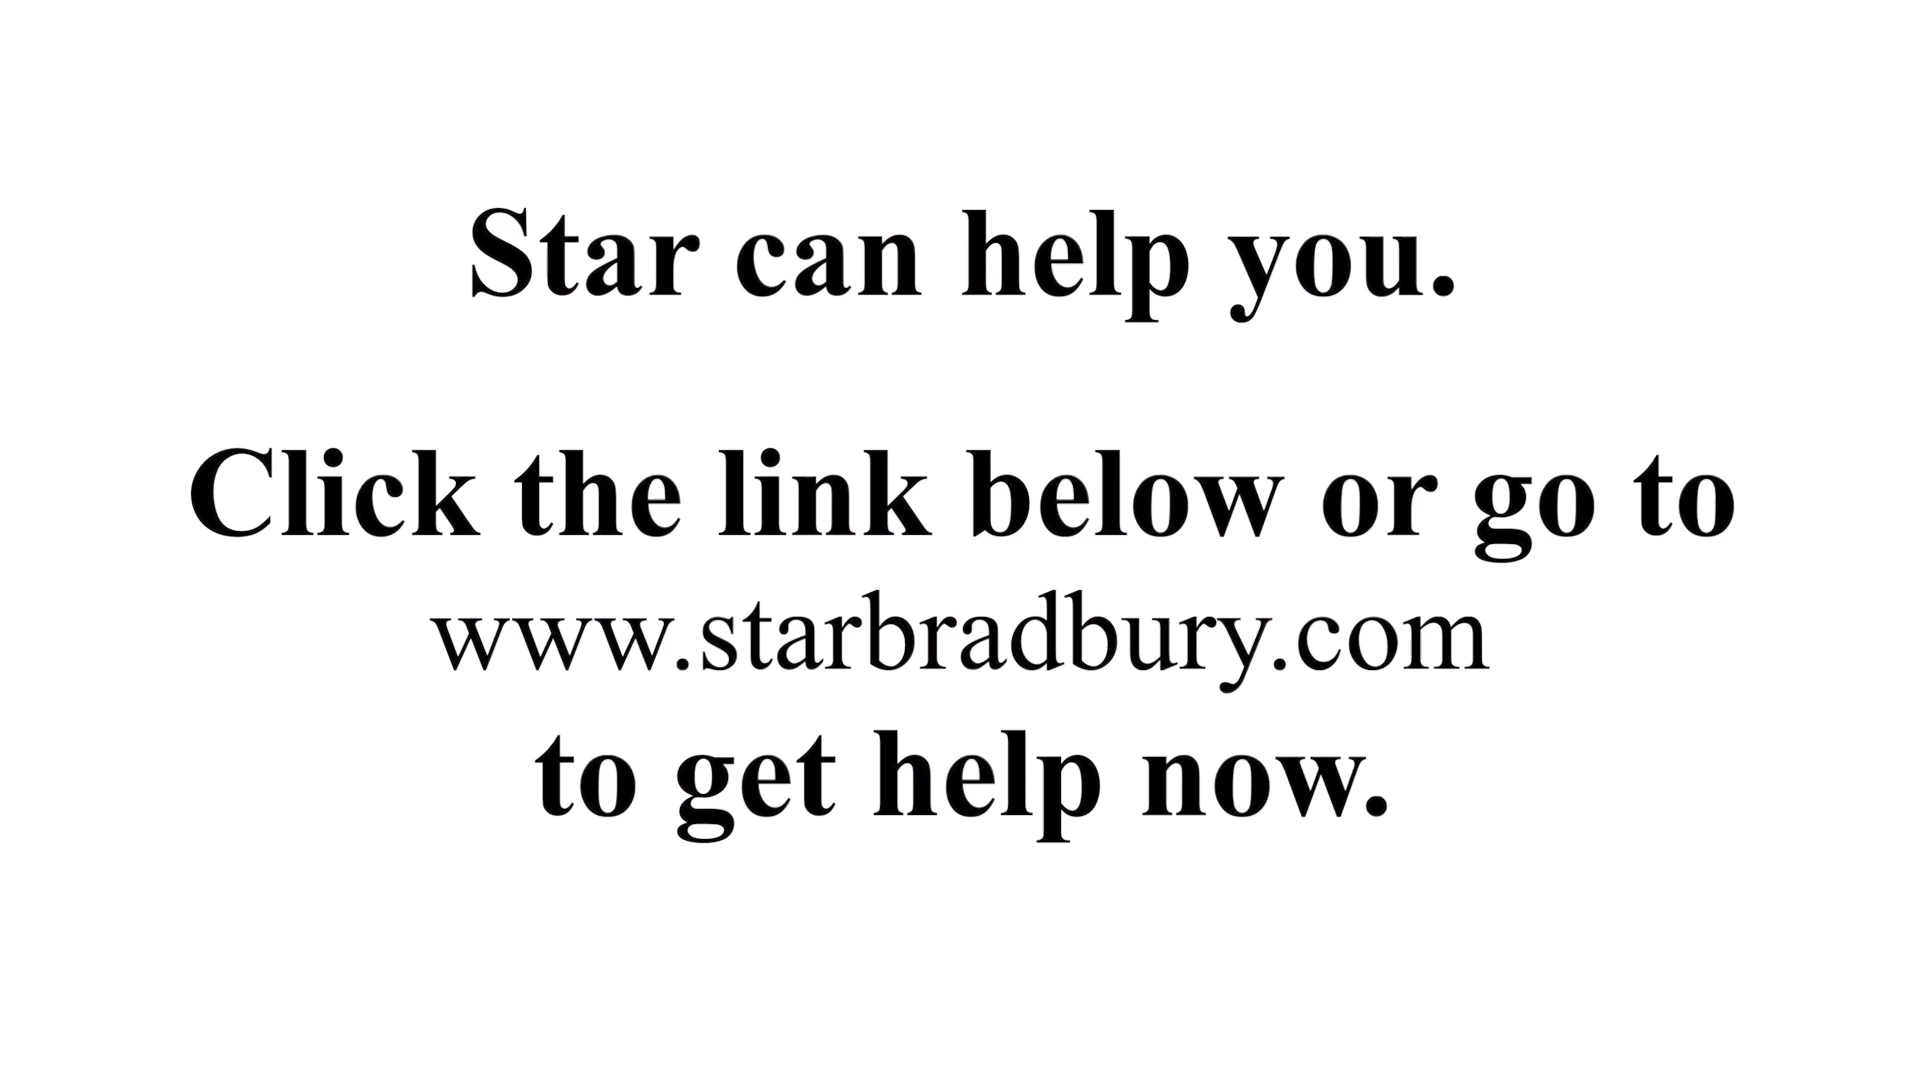 Star can help you.
Click the link below or go to
www.starbradbury.com
to get help now.